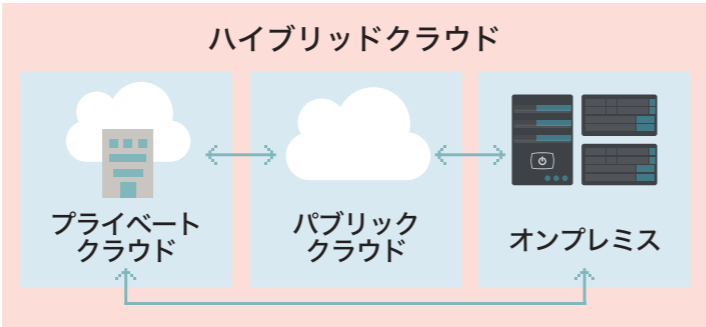 ハイブリッドクラウド
プライベート
クラウド
パブリック
クラウド
オンプレミス